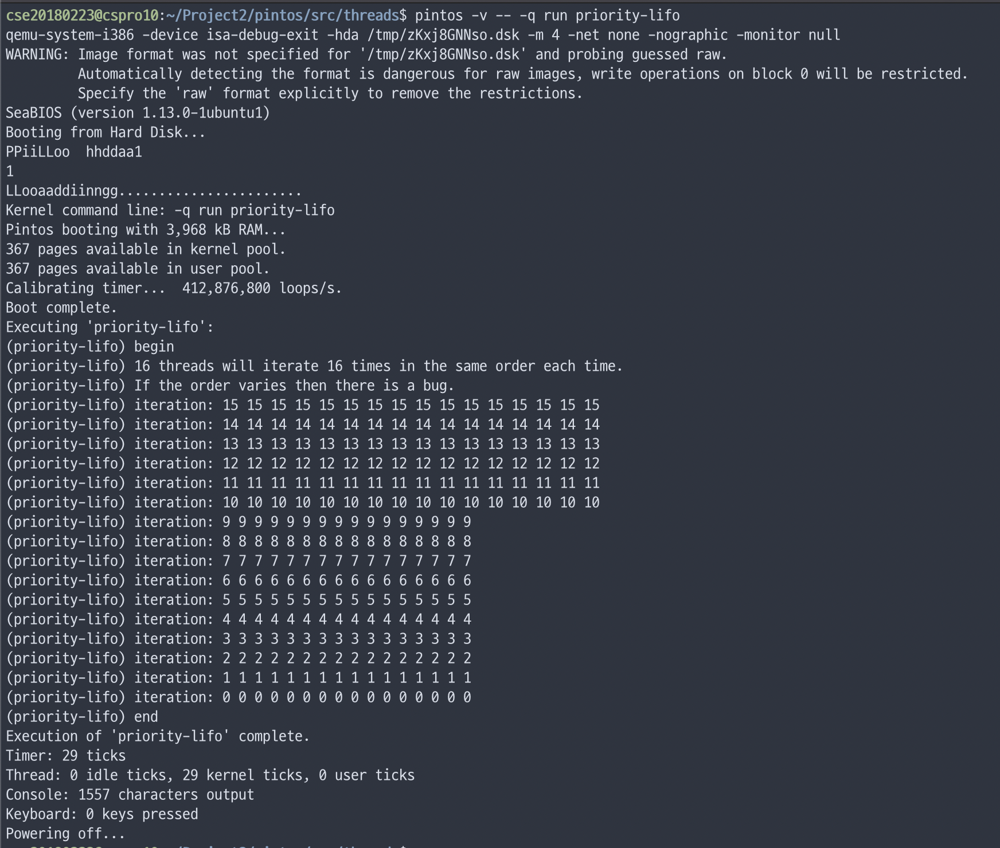 cse20180223@cspro10:~/Project2/pintos/src/threads$ pintos -v -- -q run priority-lifo
qemu-system-i386 -device isa-debug-exit -hda /tmp/zKxj8GNNso.dsk -m 4 -net none -nographic -monitor null
WARNING: Image format was not specified for '/tmp/zKxj8GNNso.dsk' and probing guessed raw.
         Automatically detecting the format is dangerous for raw images, write operations on block 0 will be restricted.
         Specify the 'raw' format explicitly to remove the restrictions.
SeaBIOS (version 1.13.0-1ubuntu1)
Booting from Hard Disk...
PPiiLLoo  hhddaa1
1
LLooaaddiinngg.......................
Kernel command line: -q run priority-lifo
Pintos booting with 3,968 kB RAM...
367 pages available in kernel pool.
367 pages available in user pool.
Calibrating timer...  412,876,800 loops/s.
Boot complete.
Executing 'priority-lifo':
(priority-lifo) begin
(priority-lifo) 16 threads will iterate 16 times in the same order each time.
(priority-lifo) If the order varies then there is a bug.
(priority-lifo) iteration: 15 15 15 15 15 15 15 15 15 15 15 15 15 15 15 15
(priority-lifo) iteration: 14 14 14 14 14 14 14 14 14 14 14 14 14 14 14 14
(priority-lifo) iteration: 13 13 13 13 13 13 13 13 13 13 13 13 13 13 13 13
(priority-lifo) iteration: 12 12 12 12 12 12 12 12 12 12 12 12 12 12 12 12
(priority-lifo) iteration: 11 11 11 11 11 11 11 11 11 11 11 11 11 11 11 11
(priority-lifo) iteration: 10 10 10 10 10 10 10 10 10 10 10 10 10 10 10 10
(priority-lifo) iteration: 9 9 9 9 9 9 9 9 9 9 9 9 9 9 9 9
(priority-lifo) iteration: 8 8 8 8 8 8 8 8 8 8 8 8 8 8 8 8
(priority-lifo) iteration: 7 7 7 7 7 7 7 7 7 7 7 7 7 7 7 7
(priority-lifo) iteration: 6 6 6 6 6 6 6 6 6 6 6 6 6 6 6 6
(priority-lifo) iteration: 5 5 5 5 5 5 5 5 5 5 5 5 5 5 5 5
(priority-lifo) iteration: 4 4 4 4 4 4 4 4 4 4 4 4 4 4 4 4
(priority-lifo) iteration: 3 3 3 3 3 3 3 3 3 3 3 3 3 3 3 3
(priority-lifo) iteration: 2 2 2 2 2 2 2 2 2 2 2 2 2 2 2 2
(priority-lifo) iteration: 1 1 1 1 1 1 1 1 1 1 1 1 1 1 1 1
(priority-lifo) iteration: 0 0 0 0 0 0 0 0 0 0 0 0 0 0 0 0
(priority-lifo) end
Execution of 'priority-lifo' complete.
Timer: 29 ticks
Thread: 0 idle ticks, 29 kernel ticks, 0 user ticks
Console: 1557 characters output
Keyboard: 0 keys pressed
Powering off...